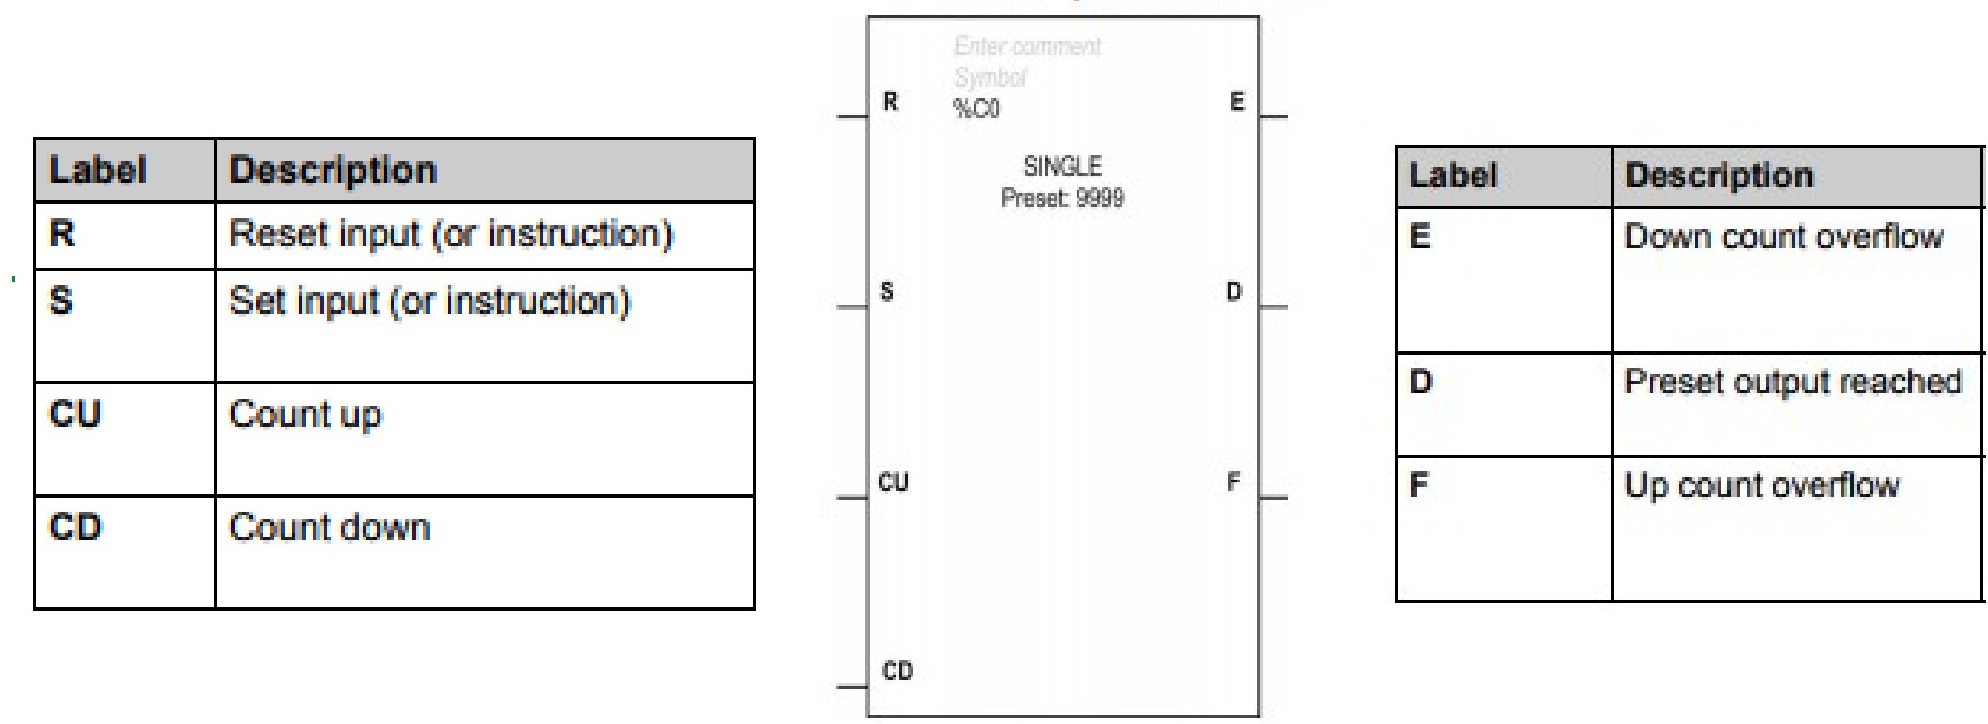 Label Description
R Reset input (or instruction)
S Set input (or instruction)
CU Count up
CD Count down
Enter comment
Symbol
R %C0 E
SINGLE
Preset: 9999
S D
CU F
CD
Label Description
E Down count overflow
D Preset output reached
F Up count overflow